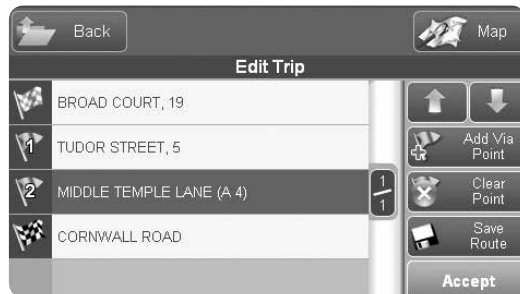 Back
Map
Edit Trip
BROAD COURT, 19
1
TUDOR STREET, 5
2
MIDDLE TEMPLE LANE (A 4)
CORNWALL ROAD
1
1
Add Via
Point
Clear
Point
Save
Route
Accept